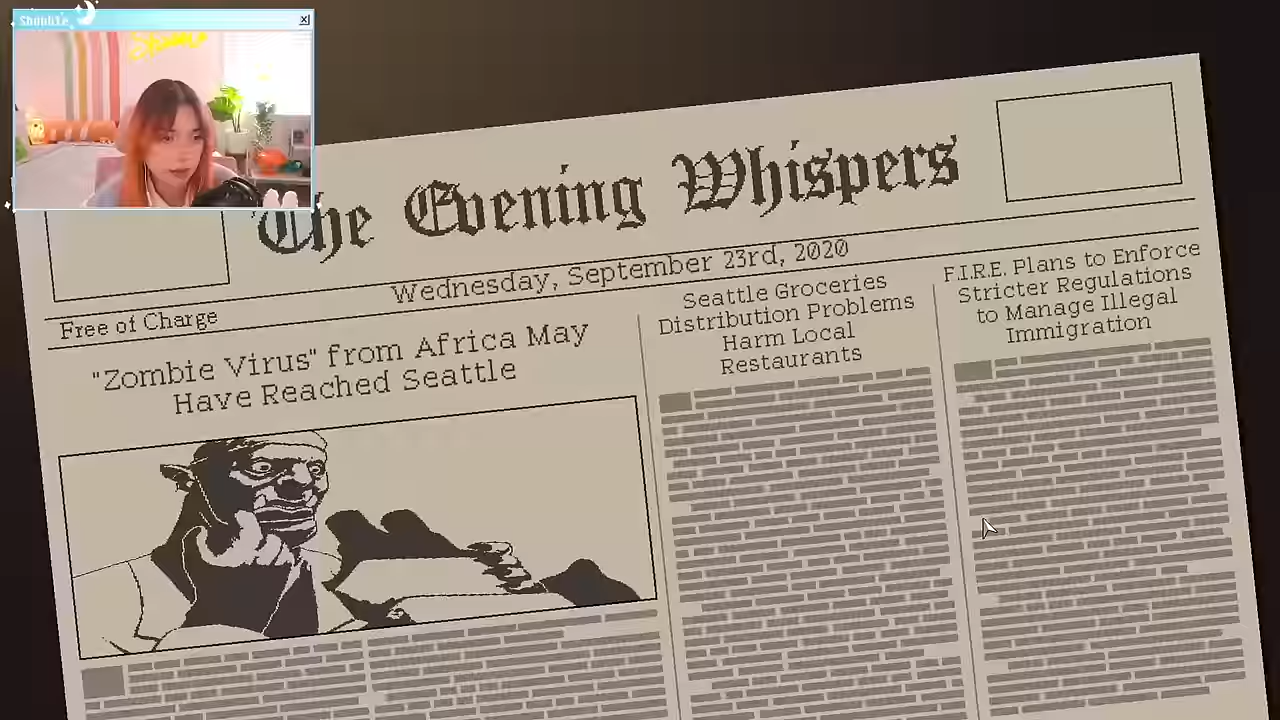 Shubble
The Evening Whispers
Wednesday, September 23rd, 2020
Free of Charge
"Zombie Virus" from Africa May
Have Reached Seattle
Seattle Groceries
Distribution Problems
Harm Local
Restaurants
F.I.R.E. Plans to Enforce
Stricter Regulations
to Manage Illegal
Immigration